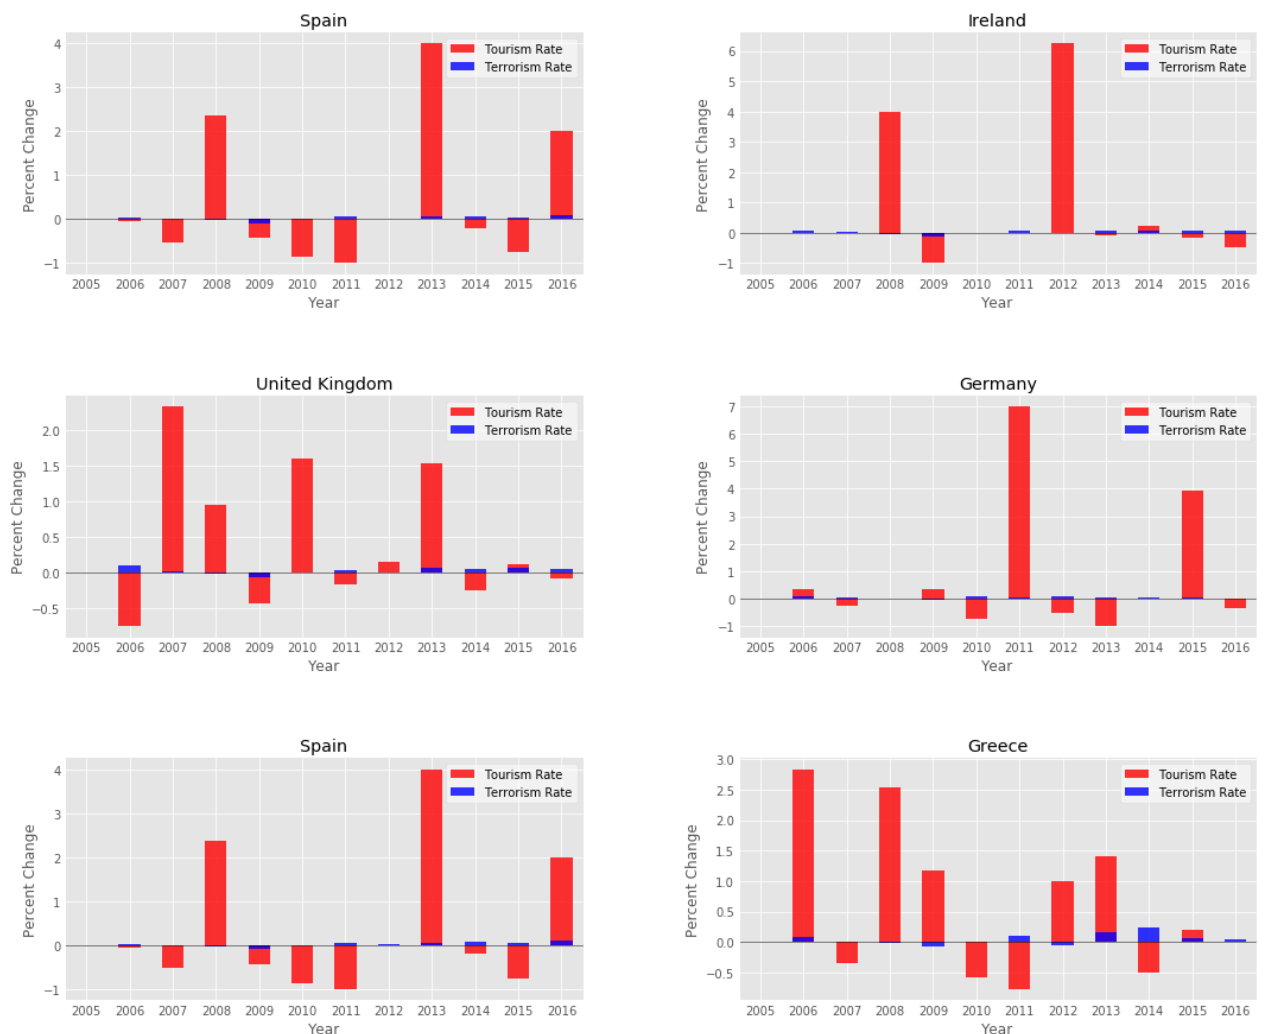 Spain
Percent Change
4
3
2
1
0
−1
Tourism Rate
Terrorism Rate
2005 2006 2007 2008 2009 2010 2011 2012 2013 2014 2015 2016
Year
Ireland
Percent Change
6
5
4
3
2
1
0
−1
Tourism Rate
Terrorism Rate
2005 2006 2007 2008 2009 2010 2011 2012 2013 2014 2015 2016
Year
United Kingdom
Percent Change
2.0
1.5
1.0
0.5
0.0
−0.5
Tourism Rate
Terrorism Rate
2005 2006 2007 2008 2009 2010 2011 2012 2013 2014 2015 2016
Year
Germany
Percent Change
7
6
5
4
3
2
1
0
−1
Tourism Rate
Terrorism Rate
2005 2006 2007 2008 2009 2010 2011 2012 2013 2014 2015 2016
Year
Spain
Percent Change
4
3
2
1
0
−1
Tourism Rate
Terrorism Rate
2005 2006 2007 2008 2009 2010 2011 2012 2013 2014 2015 2016
Year
Greece
Percent Change
3.0
2.5
2.0
1.5
1.0
0.5
0.0
−0.5
Tourism Rate
Terrorism Rate
2005 2006 2007 2008 2009 2010 2011 2012 2013 2014 2015 2016
Year